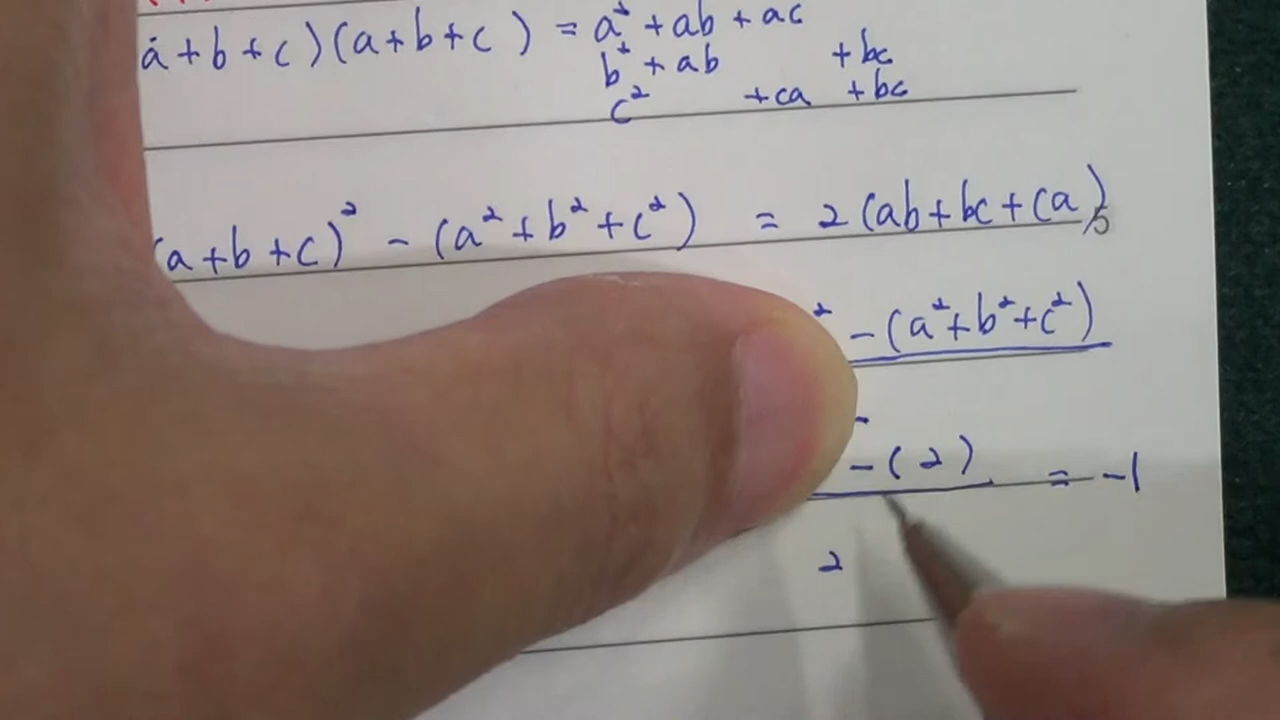 a+b+c)(a+b+c) = a² + ab + ac
b² + ab + bc
c² + ca + bc
(a+b+c)² - (a²+b²+c²) = 2(ab+bc+ca)
² - (a²+b²+c²)
- (2) = -1
2